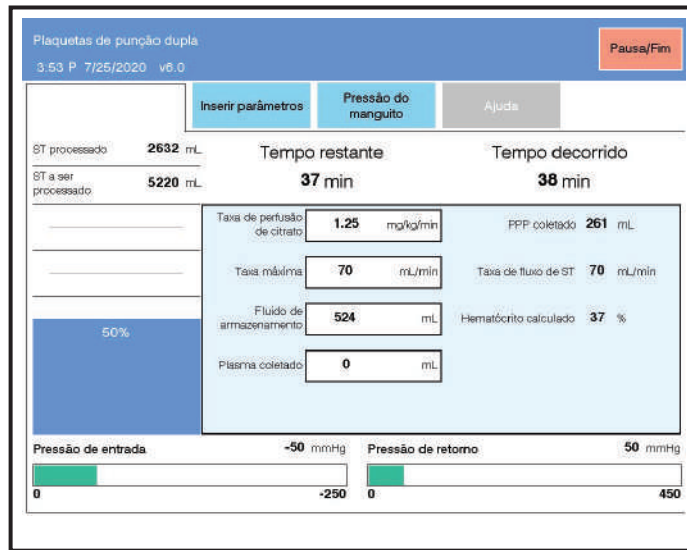 Plaquetas de punção dupla
3:53 P 7/25/2020 v6.0
Pausa/Fim
Inserir parâmetros
Pressão do
manguito
Ajuda
ST processado 2632 mL
ST a ser
processado 5220 mL
Tempo restante
37 min
Tempo decorrido
38 min
50%
Taxa de perfusão
de citrato 1.25 mg/kg/min
Taxa máxima 70 mL/min
Fluido de
armazenamento 524 mL
Plasma coletado 0 mL
PPP coletado 261 mL
Taxa de fluxo de ST 70 mL/min
Hematócrito calculado 37 %
Pressão de entrada -50 mmHg
0 -250
Pressão de retorno 50 mmHg
0 450